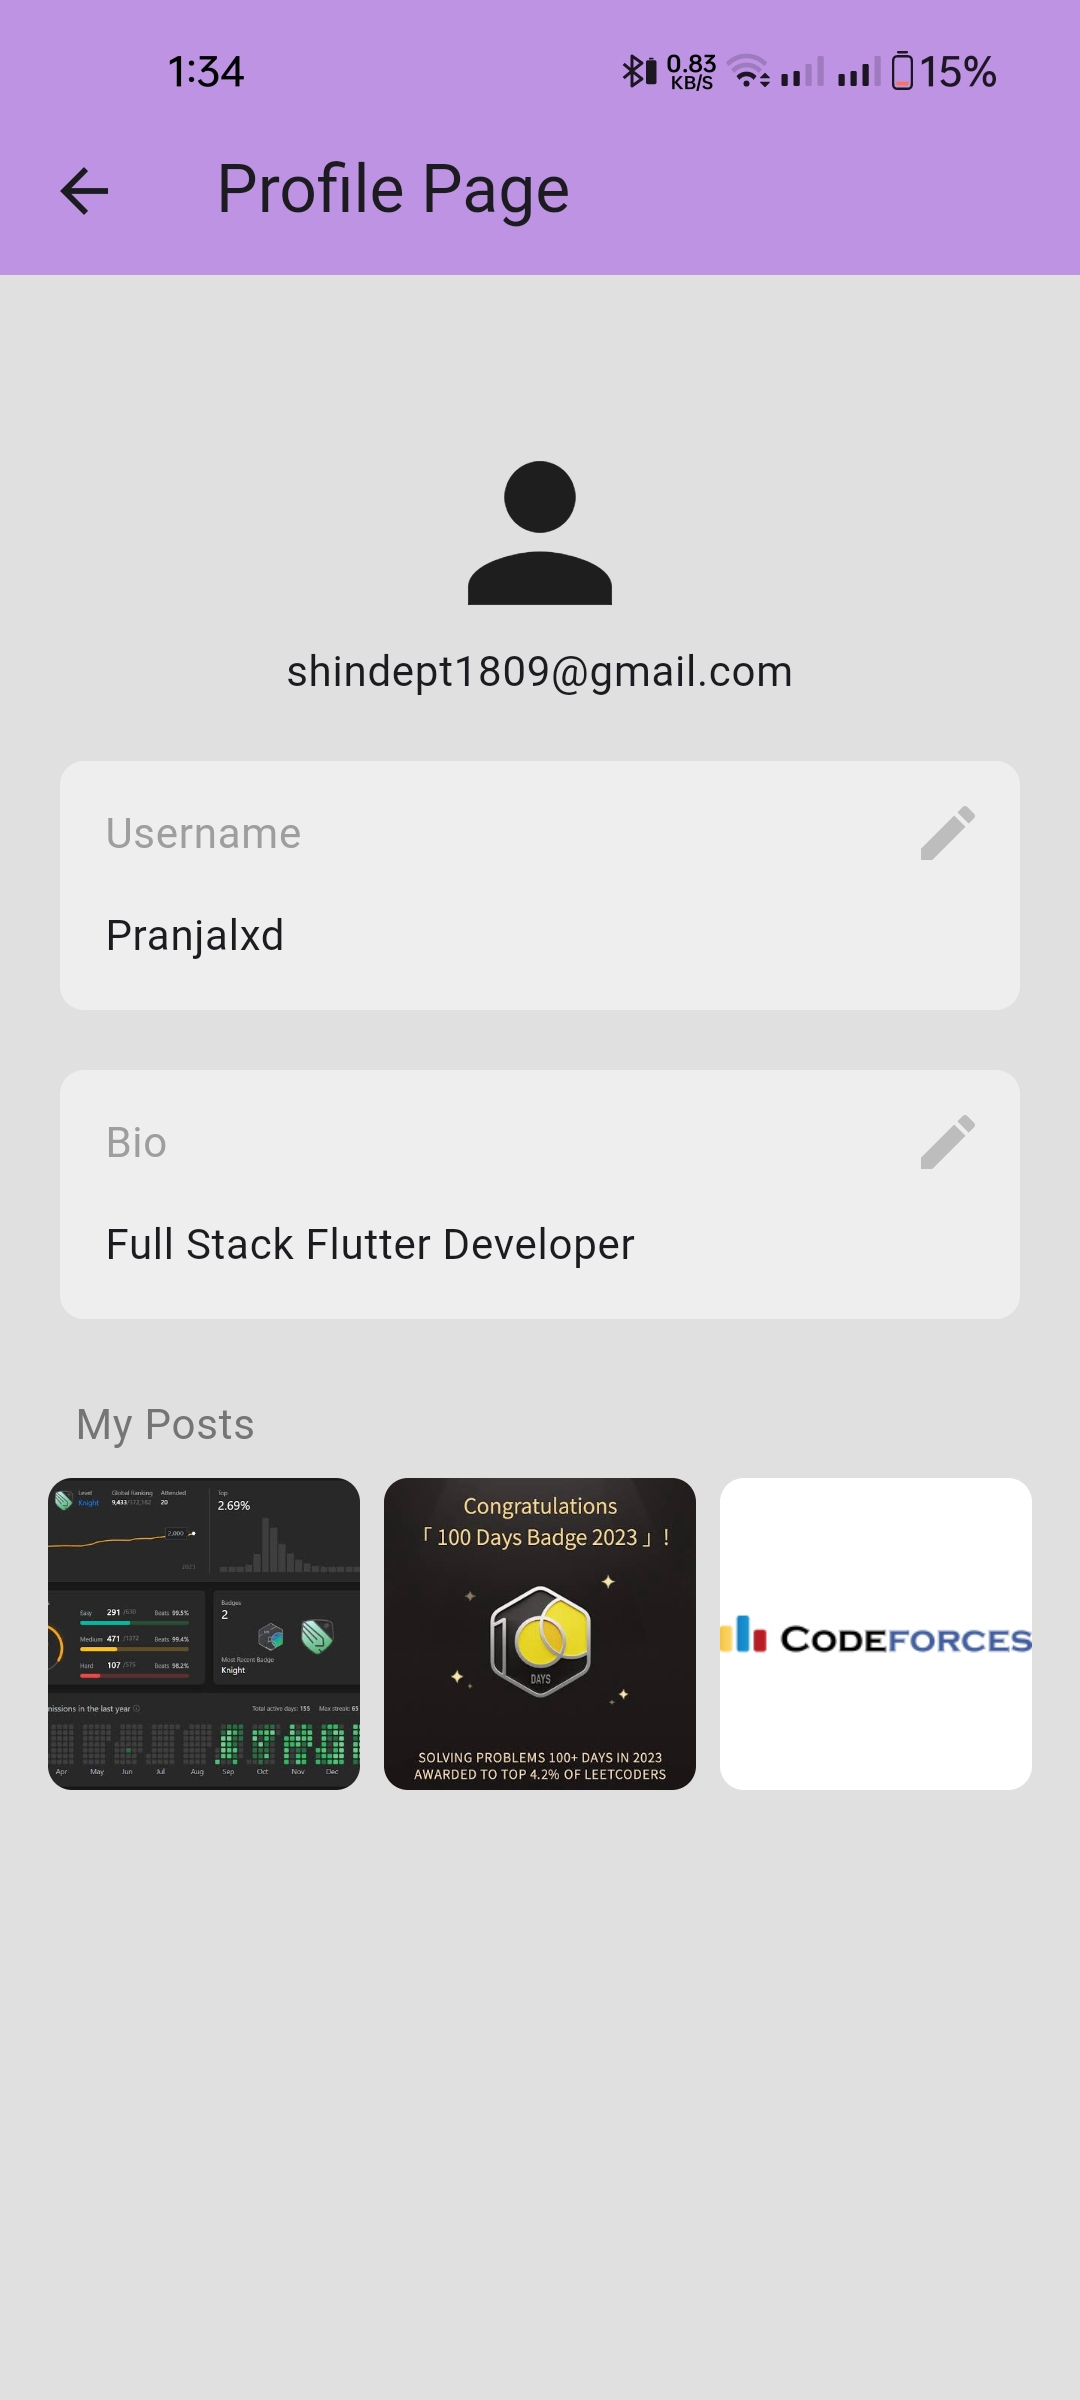 1:34
0.83
KB/S
15%
Profile Page
shindept1809@gmail.com
Username
Pranjalxd
Bio
Full Stack Flutter Developer
My Posts
Level Global Ranking Attended Top
Knight 9,433/372,582 20 2.69%
2,000
2023
Easy 291 /630 Beats 99.5%
Medium 471 /1372 Beats 99.4%
Hard 107 /575 Beats 98.2%
Badges
2
Most Recent Badge
Knight
missions in the last year
Total active days: 155 Max streak: 65
Apr May Jun Jul Aug Sep Oct Nov Dec
Congratulations
「 100 Days Badge 2023 」!
DAYS
SOLVING PROBLEMS 100+ DAYS IN 2023
AWARDED TO TOP 4.2% OF LEETCODERS
CODEFORCES